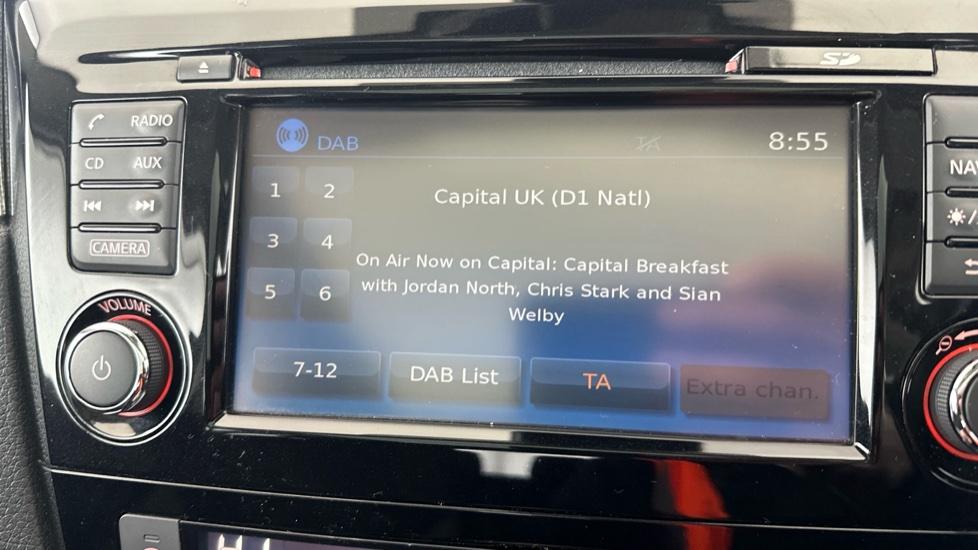 SD
RADIO
CD AUX
CAMERA
VOLUME
DAB TA 8:55
1 2
3 4
5 6
Capital UK (D1 Natl)
On Air Now on Capital: Capital Breakfast
with Jordan North, Chris Stark and Sian
Welby
7-12 DAB List TA Extra chan.